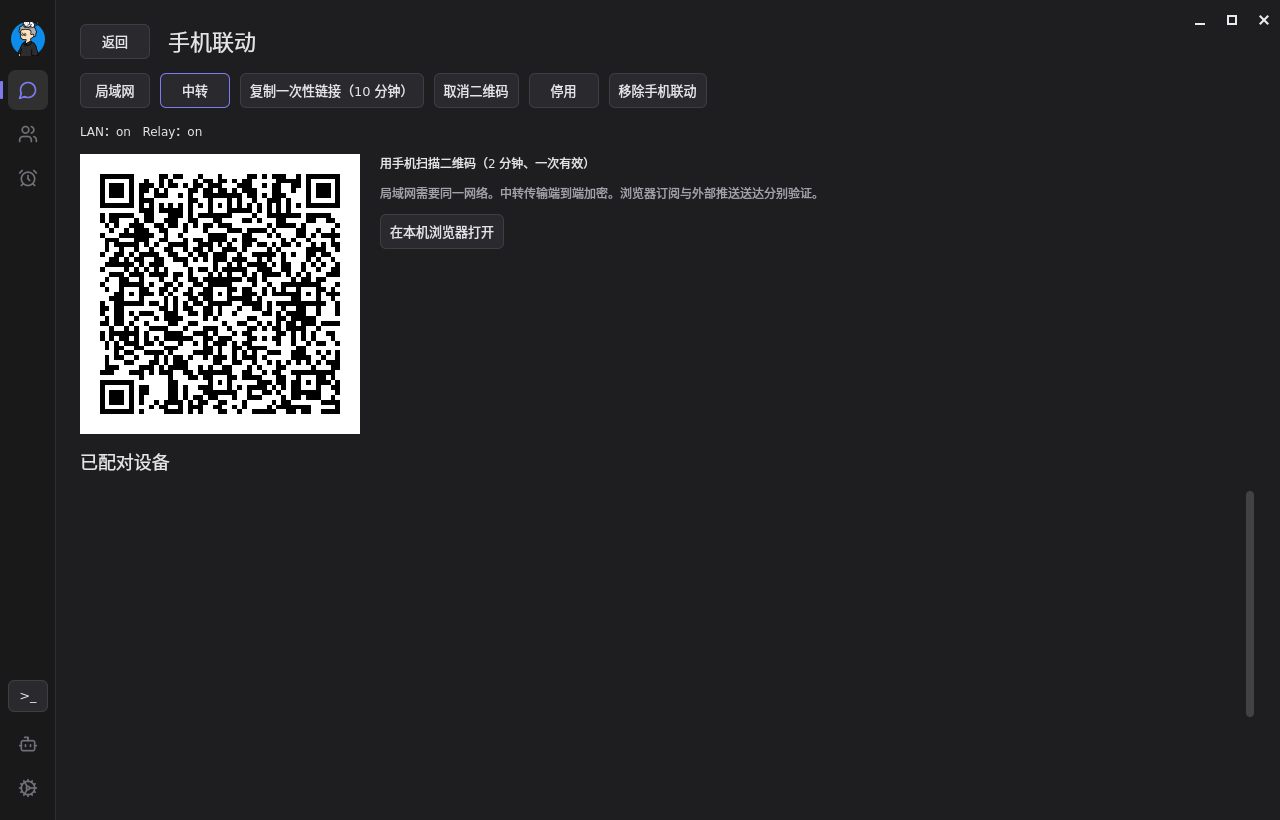 返回
手机联动
局域网
中转
复制一次性链接（10 分钟）
取消二维码
停用
移除手机联动
LAN: on Relay: on
用手机扫描二维码（2 分钟、一次有效）
局域网需要同一网络。中转传输端到端加密。浏览器订阅与外部推送送达分别验证。
在本机浏览器打开
已配对设备
>_